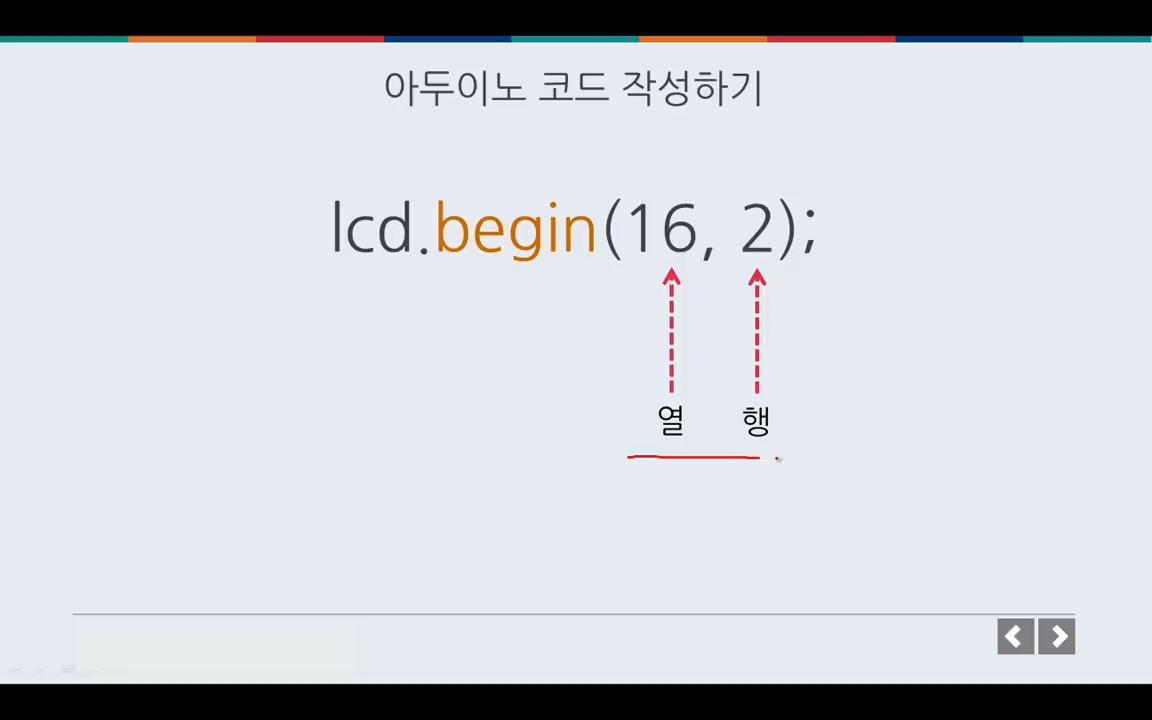 아두이노 코드 작성하기
lcd.begin(16, 2);
열 행